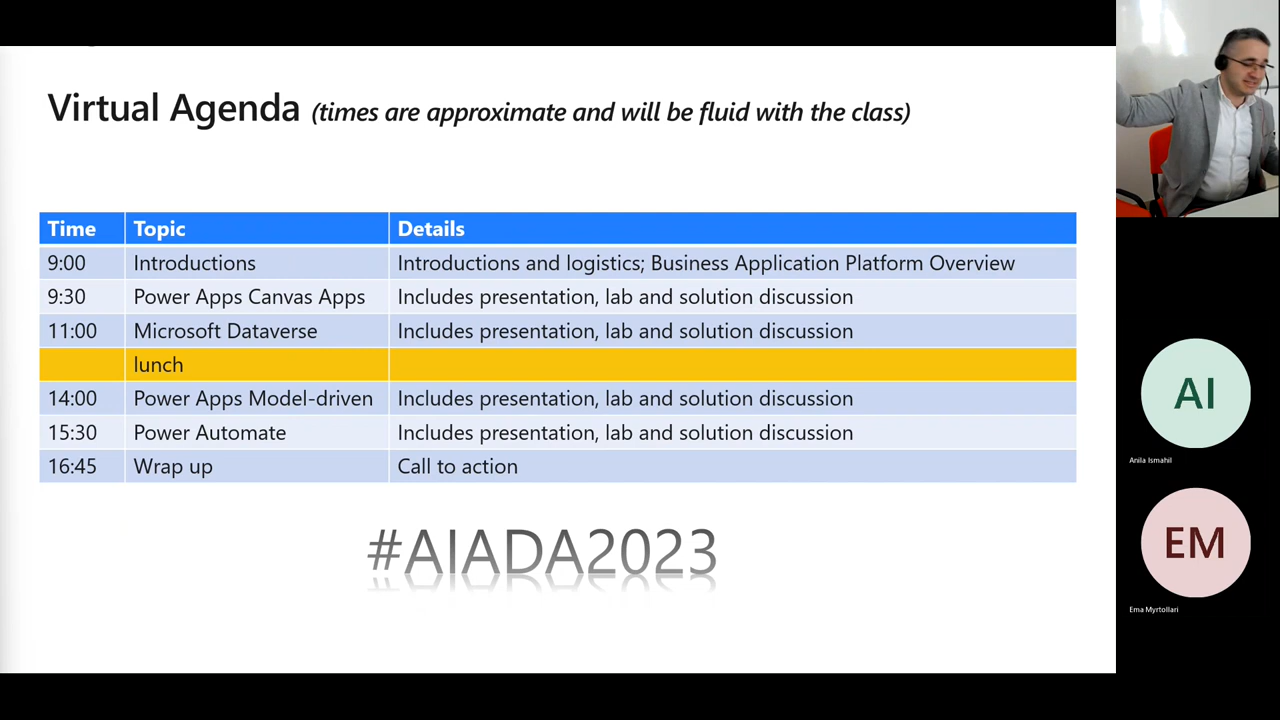 Virtual Agenda (times are approximate and will be fluid with the class)
Time Topic Details
9:00 Introductions Introductions and logistics; Business Application Platform Overview
9:30 Power Apps Canvas Apps Includes presentation, lab and solution discussion
11:00 Microsoft Dataverse Includes presentation, lab and solution discussion
lunch
14:00 Power Apps Model-driven Includes presentation, lab and solution discussion
15:30 Power Automate Includes presentation, lab and solution discussion
16:45 Wrap up Call to action
#AIADA2023
AI
Anila Ismahil
EM
Ema Myrtollari